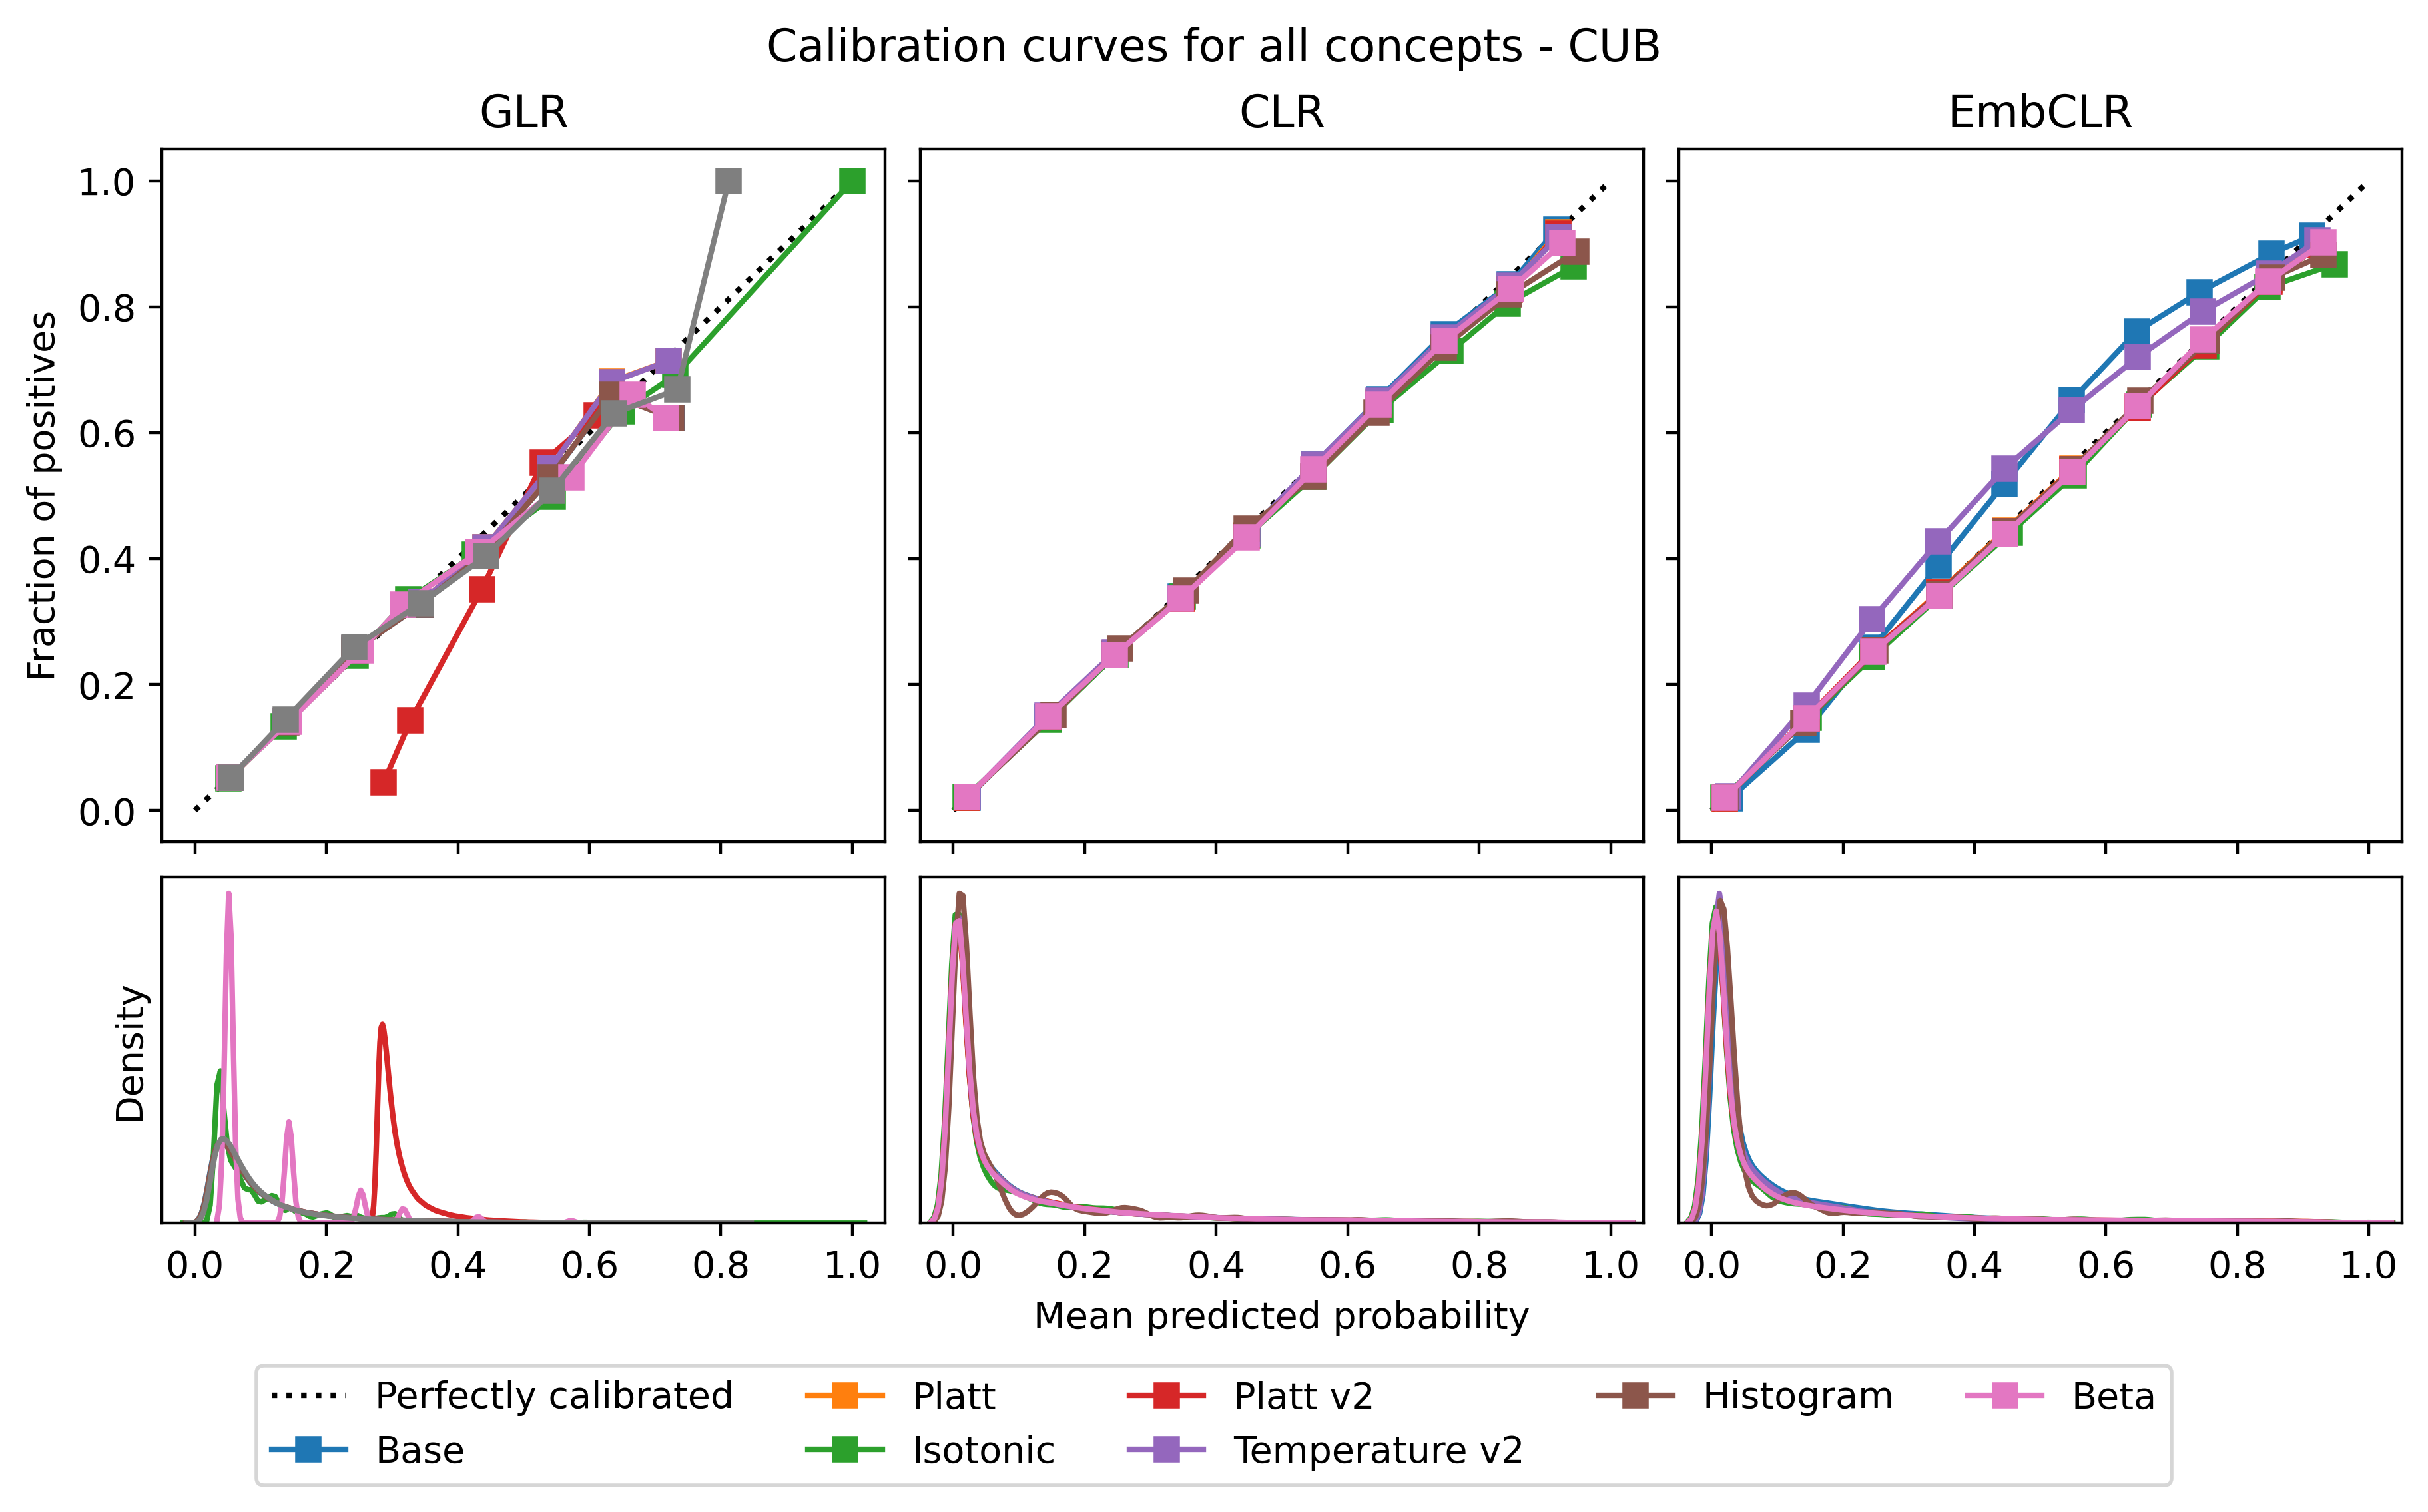 Calibration curves for all concepts - CUB
GLR
CLR
EmbCLR
Fraction of positives
1.0
0.8
0.6
0.4
0.2
0.0
Density
0.0 0.2 0.4 0.6 0.8 1.0
0.0 0.2 0.4 0.6 0.8 1.0
0.0 0.2 0.4 0.6 0.8 1.0
Mean predicted probability
Perfectly calibrated
Base
Platt
Isotonic
Platt v2
Temperature v2
Histogram
Beta